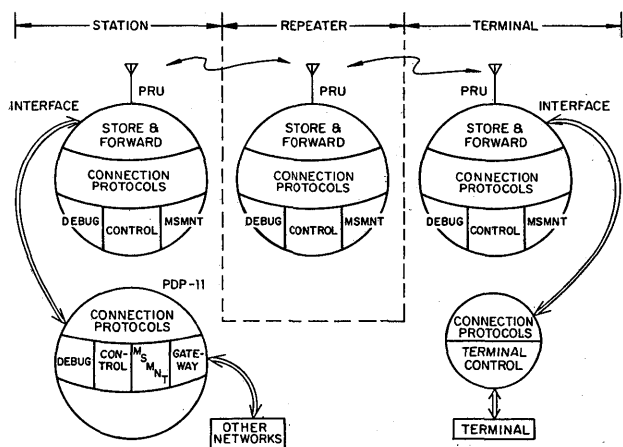 STATION
REPEATER
TERMINAL
PRU
PRU
PRU
INTERFACE
INTERFACE
STORE &
FORWARD
CONNECTION
PROTOCOLS
DEBUG
CONTROL
MSMNT
STORE &
FORWARD
CONNECTION
PROTOCOLS
DEBUG
CONTROL
MSMNT
STORE &
FORWARD
CONNECTION
PROTOCOLS
DEBUG
CONTROL
MSMNT
PDP-11
CONNECTION
PROTOCOLS
DEBUG
CON-
TROL
MSMNT
GATE-
WAY
OTHER
NETWORKS
CONNECTION
PROTOCOLS
TERMINAL
CONTROL
TERMINAL